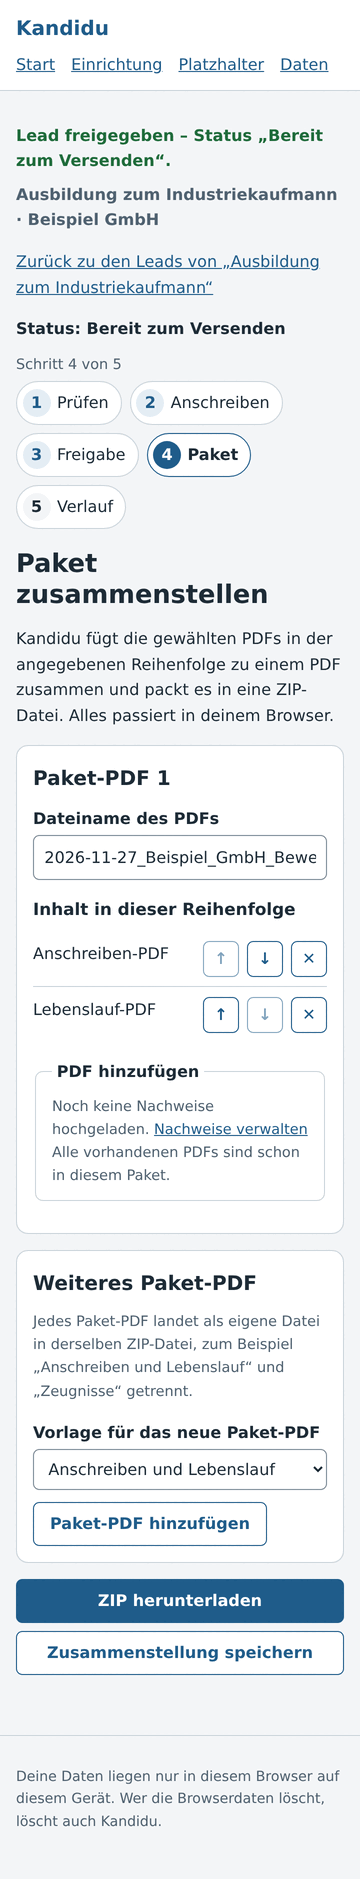 Kandidu
Start Einrichtung Platzhalter Daten
Lead freigegeben – Status „Bereit
zum Versenden“.
Ausbildung zum Industriekaufmann
· Beispiel GmbH
Zurück zu den Leads von „Ausbildung
zum Industriekaufmann“
Status: Bereit zum Versenden
Schritt 4 von 5
1 Prüfen 2 Anschreiben
3 Freigabe 4 Paket
5 Verlauf
Paket
zusammenstellen
Kandidu fügt die gewählten PDFs in der
angegebenen Reihenfolge zu einem PDF
zusammen und packt es in eine ZIP-
Datei. Alles passiert in deinem Browser.
Paket-PDF 1
Dateiname des PDFs
2026-11-27_Beispiel_GmbH_Bewe
Inhalt in dieser Reihenfolge
Anschreiben-PDF ↑ ↓ ×
Lebenslauf-PDF ↑ ↓ ×
PDF hinzufügen
Noch keine Nachweise
hochgeladen. Nachweise verwalten
Alle vorhandenen PDFs sind schon
in diesem Paket.
Weiteres Paket-PDF
Jedes Paket-PDF landet als eigene Datei
in derselben ZIP-Datei, zum Beispiel
„Anschreiben und Lebenslauf“ und
„Zeugnisse“ getrennt.
Vorlage für das neue Paket-PDF
Anschreiben und Lebenslauf
Paket-PDF hinzufügen
ZIP herunterladen
Zusammenstellung speichern
Deine Daten liegen nur in diesem Browser auf
diesem Gerät. Wer die Browserdaten löscht,
löscht auch Kandidu.